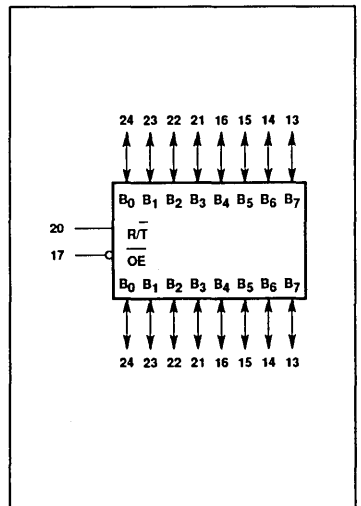 24 23 22 21 16 15 14 13
B0 B1 B2 B3 B4 B5 B6 B7
20
R/T̅
17
O̅E̅
B0 B1 B2 B3 B4 B5 B6 B7
24 23 22 21 16 15 14 13